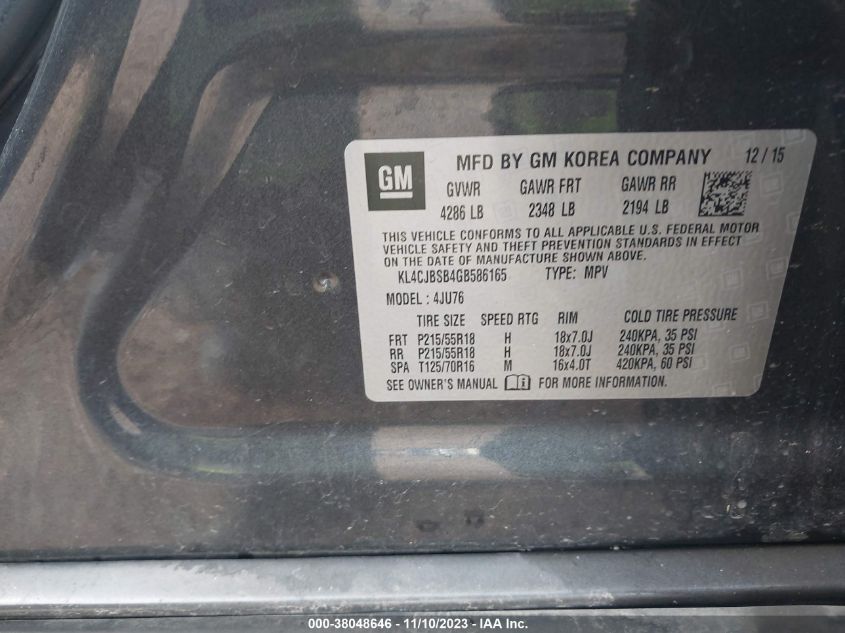 GM
MFD BY GM KOREA COMPANY 12 / 15
GVWR GAWR FRT GAWR RR
4286 LB 2348 LB 2194 LB
THIS VEHICLE CONFORMS TO ALL APPLICABLE U.S. FEDERAL MOTOR
VEHICLE SAFETY AND THEFT PREVENTION STANDARDS IN EFFECT
ON THE DATE OF MANUFACTURE SHOWN ABOVE.
KL4CJBSB4GB586165 TYPE: MPV
MODEL : 4JU76
TIRE SIZE SPEED RTG RIM COLD TIRE PRESSURE
FRT P215/55R18 H 18x7.0J 240KPA, 35 PSI
RR P215/55R18 H 18x7.0J 240KPA, 35 PSI
SPA T125/70R16 M 16x4.0T 420KPA, 60 PSI
SEE OWNER'S MANUAL FOR MORE INFORMATION.
000-38048646 - 11/10/2023 - IAA Inc.